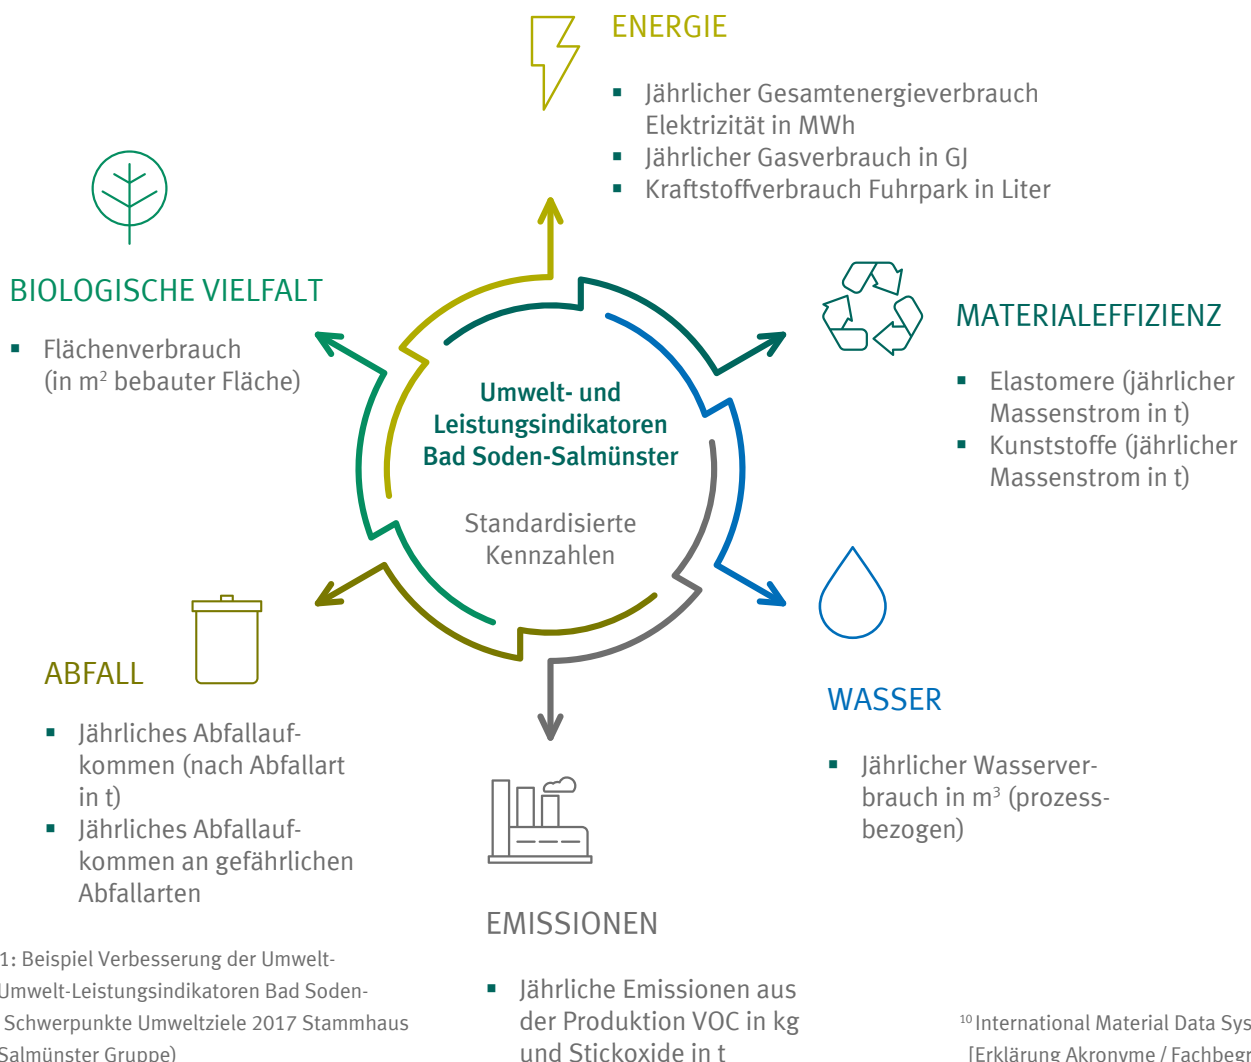 ENERGIE
▪ Jährlicher Gesamtenergieverbrauch
Elektrizität in MWh
▪ Jährlicher Gasverbrauch in GJ
▪ Kraftstoffverbrauch Fuhrpark in Liter
BIOLOGISCHE VIELFALT
▪ Flächenverbrauch
(in m² bebauter Fläche)
MATERIALEFFIZIENZ
▪ Elastomere (jährlicher
Massenstrom in t)
▪ Kunststoffe (jährlicher
Massenstrom in t)
Umwelt- und
Leistungsindikatoren
Bad Soden-Salmünster
Standardisierte
Kennzahlen
ABFALL
▪ Jährliches Abfallauf-
kommen (nach Abfallart
in t)
▪ Jährliches Abfallauf-
kommen an gefährlichen
Abfallarten
WASSER
▪ Jährlicher Wasserver-
brauch in m³ (prozess-
bezogen)
EMISSIONEN
▪ Jährliche Emissionen aus
der Produktion VOC in kg
und Stickoxide in t
1: Beispiel Verbesserung der Umwelt-
Umwelt-Leistungsindikatoren Bad Soden-
Schwerpunkte Umweltziele 2017 Stammhaus
Salmünster Gruppe)
¹⁰ International Material Data Sys
[Erklärung Akronyme / Fachbegr